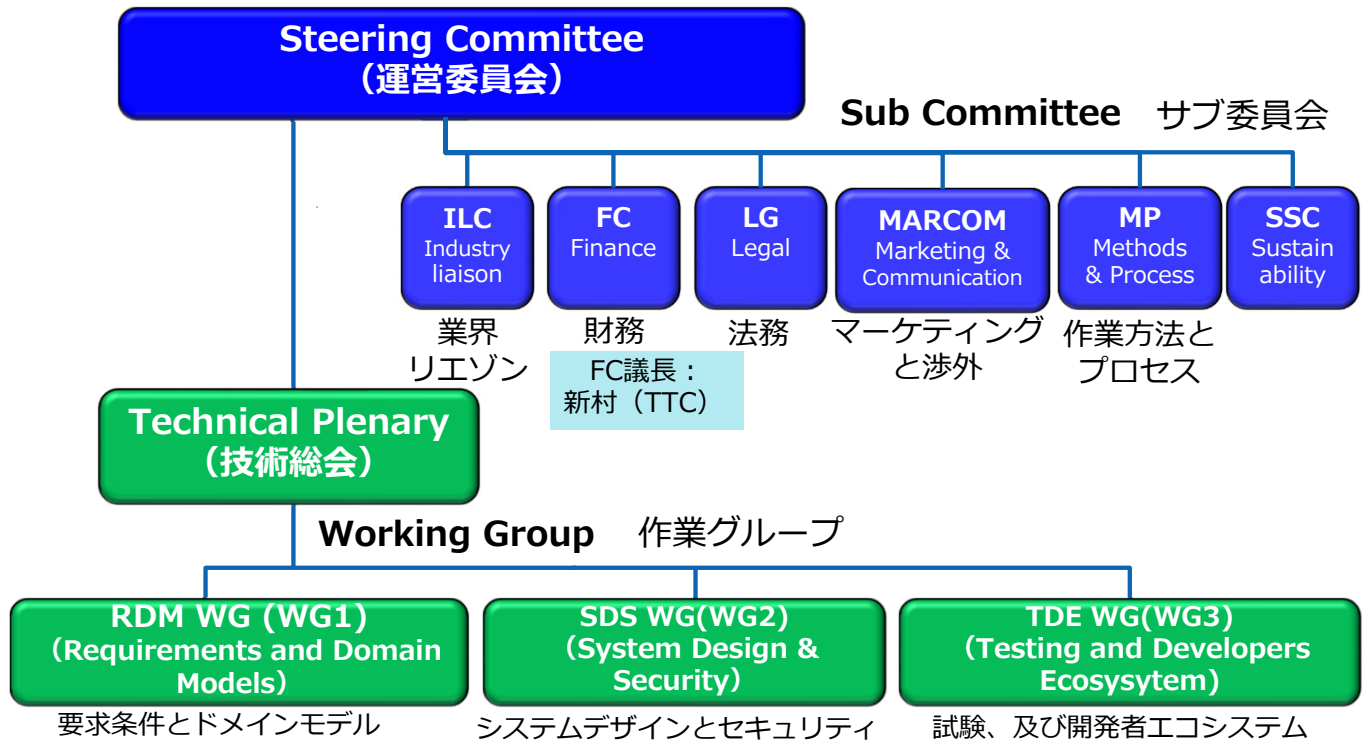 Steering Committee
（運営委員会）
Sub Committee サブ委員会
ILC
Industry
liaison
FC
Finance
LG
Legal
MARCOM
Marketing &
Communication
MP
Methods
& Process
SSC
Sustain
ability
業界
リエゾン
財務
法務
マーケティング
と渉外
作業方法と
プロセス
FC議長：
新村（TTC）
Technical Plenary
（技術総会）
Working Group 作業グループ
RDM WG (WG1)
（Requirements and Domain
Models）
SDS WG(WG2)
（System Design &
Security）
TDE WG(WG3)
（Testing and Developers
Ecosysytem)
要求条件とドメインモデル
システムデザインとセキュリティ
試験、及び開発者エコシステム